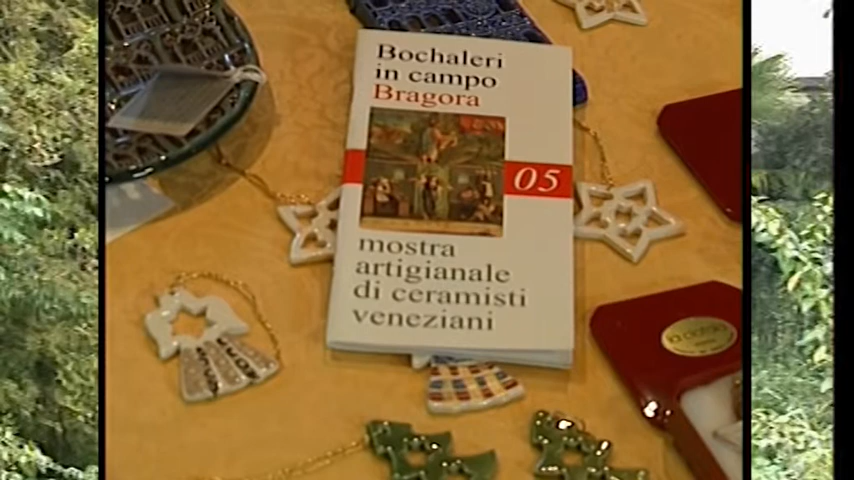 Bochaleri
in campo
Bragora
05
mostra
artigianale
di ceramisti
veneziani